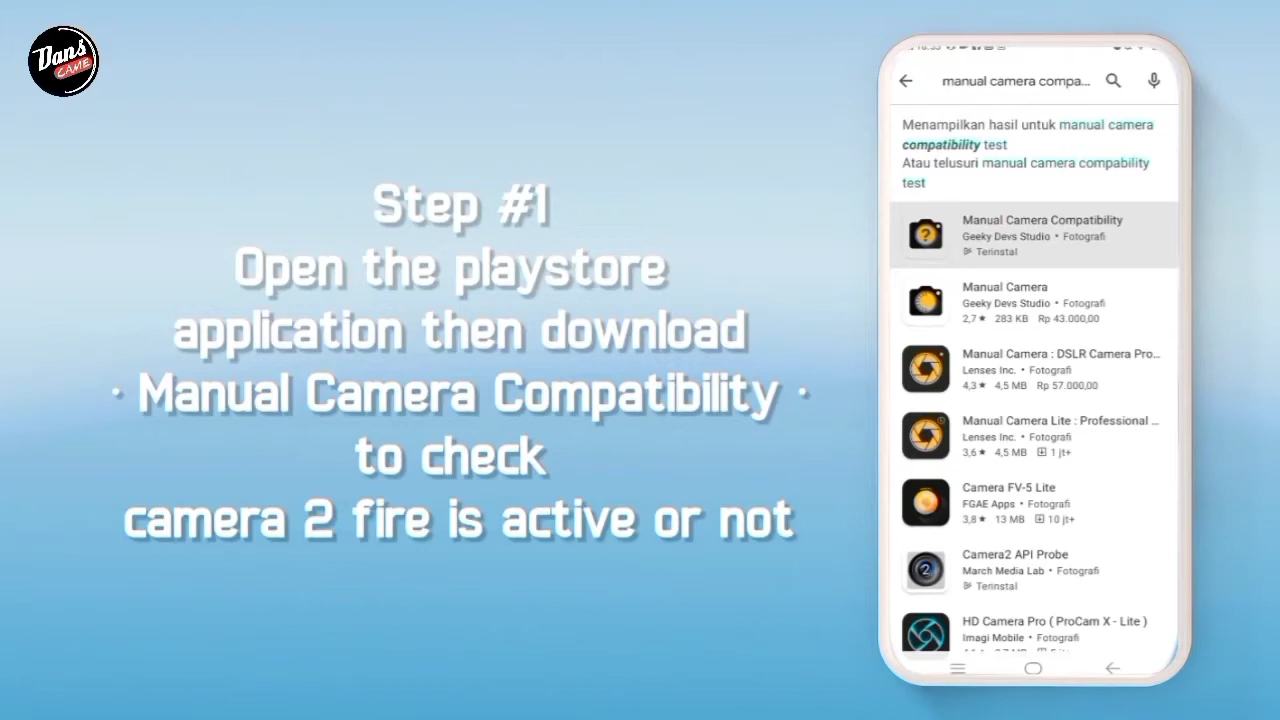 Dans
CAME
Step #1
Open the playstore
application then download
· Manual Camera Compatibility ·
to check
camera 2 fire is active or not
manual camera compa...
Menampilkan hasil untuk manual camera
compatibility test
Atau telusuri manual camera compability
test
Manual Camera Compatibility
Geeky Devs Studio • Fotografi
Terinstal
Manual Camera
Geeky Devs Studio • Fotografi
2,7★ 283 KB Rp 43.000,00
Manual Camera : DSLR Camera Pro...
Lenses Inc. • Fotografi
4,3★ 4,5 MB Rp 57.000,00
Manual Camera Lite : Professional ...
Lenses Inc. • Fotografi
3,6★ 4,5 MB 1 jt+
Camera FV-5 Lite
FGAE Apps • Fotografi
3,8★ 13 MB 10 jt+
Camera2 API Probe
March Media Lab • Fotografi
Terinstal
HD Camera Pro ( ProCam X - Lite )
Imagi Mobile • Fotografi